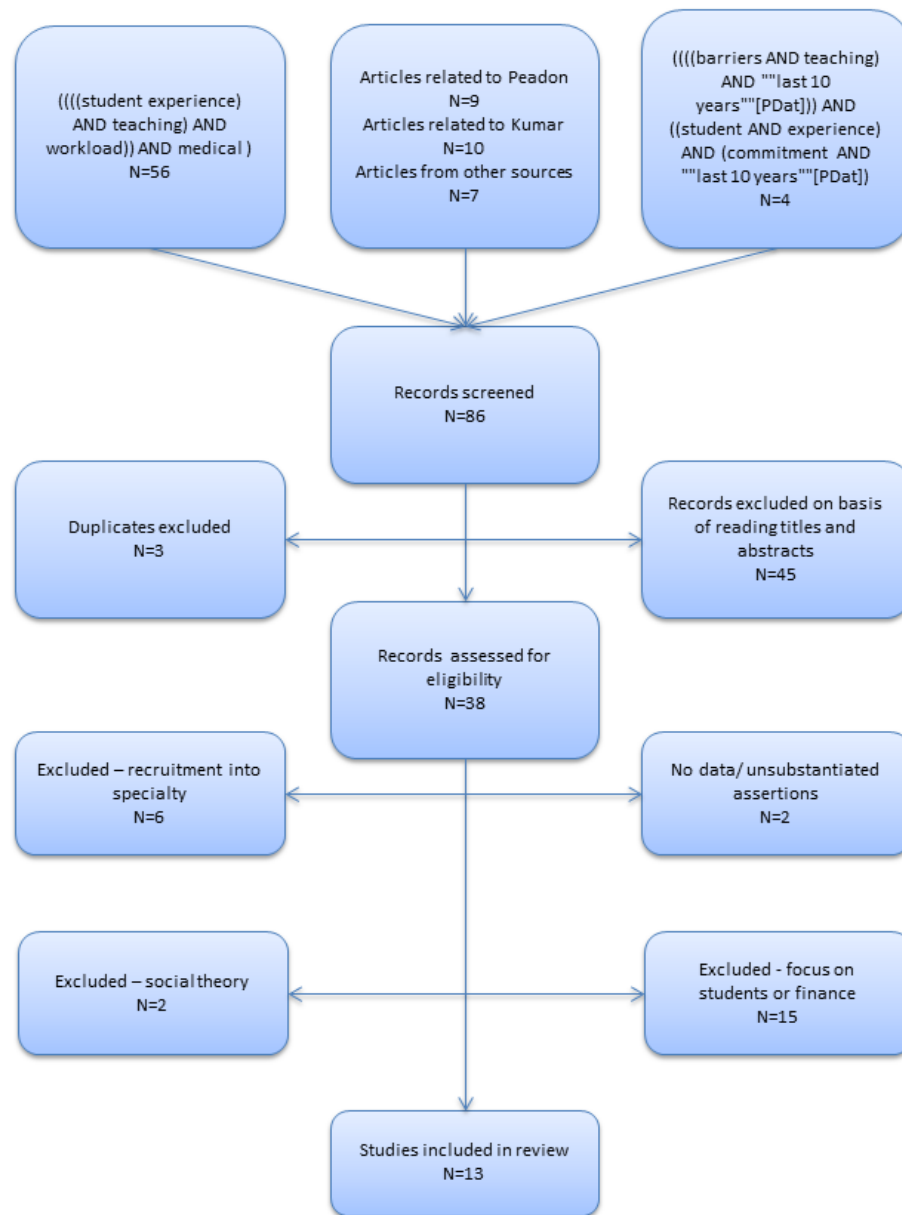 ((((student experience)
AND teaching) AND
workload)) AND medical )
N=56
Articles related to Peadon
N=9
Articles related to Kumar
N=10
Articles from other sources
N=7
((((barriers AND teaching)
AND ""last 10
years""[PDat])) AND
((student AND experience)
AND (commitment AND
""last 10 years""[PDat])
N=4
Records screened
N=86
Duplicates excluded
N=3
Records excluded on basis
of reading titles and
abstracts
N=45
Records assessed for
eligibility
N=38
Excluded – recruitment into
specialty
N=6
No data/ unsubstantiated
assertions
N=2
Excluded – social theory
N=2
Excluded - focus on
students or finance
N=15
Studies included in review
N=13